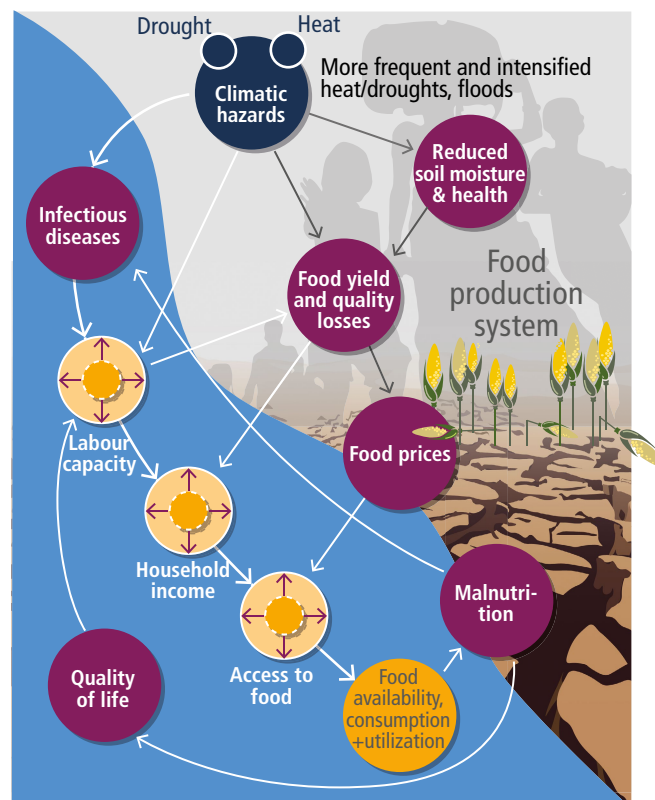 Drought
Heat
Climatic
hazards
More frequent and intensified
heat/droughts, floods
Reduced
soil moisture
& health
Infectious
diseases
Food yield
and quality
losses
Food
production
system
Labour
capacity
Food prices
Household
income
Malnutri-
tion
Access to
food
Quality
of life
Food
availability,
consumption
+utilization